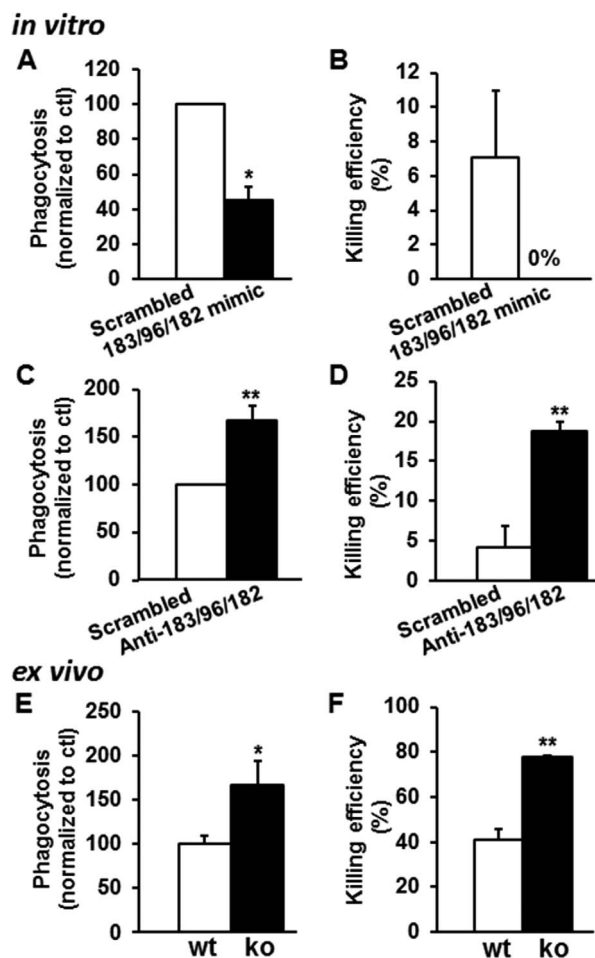 in vitro
A
Phagocytosis
(normalized to ctl)
120
100
80
60
40
20
0
*
Scrambled
183/96/182 mimic
B
Killing efficiency
(%)
12
10
8
6
4
2
0
0%
Scrambled
183/96/182 mimic
C
Phagocytosis
(normalized to ctl)
200
150
100
50
0
**
Scrambled
Anti-183/96/182
D
Killing efficiency
(%)
25
20
15
10
5
0
**
Scrambled
Anti-183/96/182
ex vivo
E
Phagocytosis
(normalized to ctl)
250
200
150
100
50
0
*
wt ko
F
Killing efficiency
(%)
100
80
60
40
20
0
**
wt ko